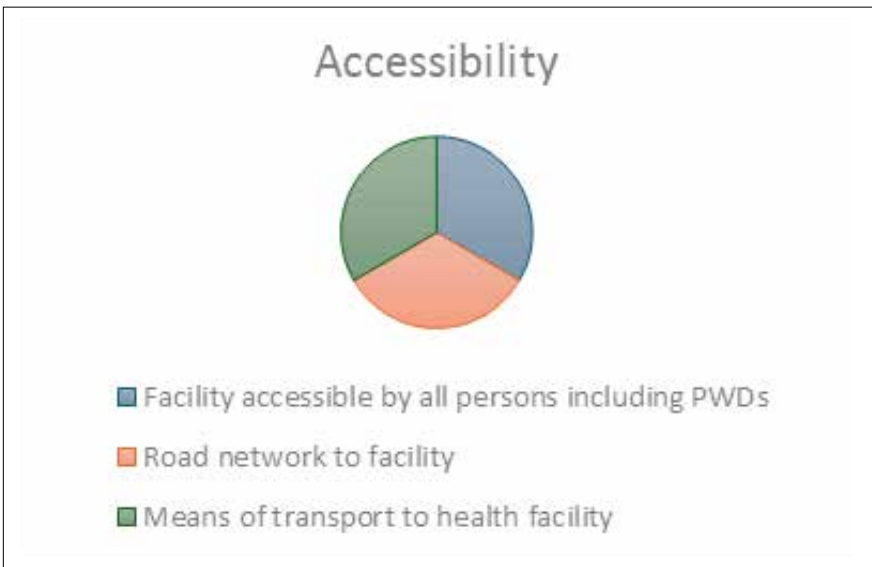 Accessibility
Facility accessible by all persons including PWDs
Road network to facility
Means of transport to health facility